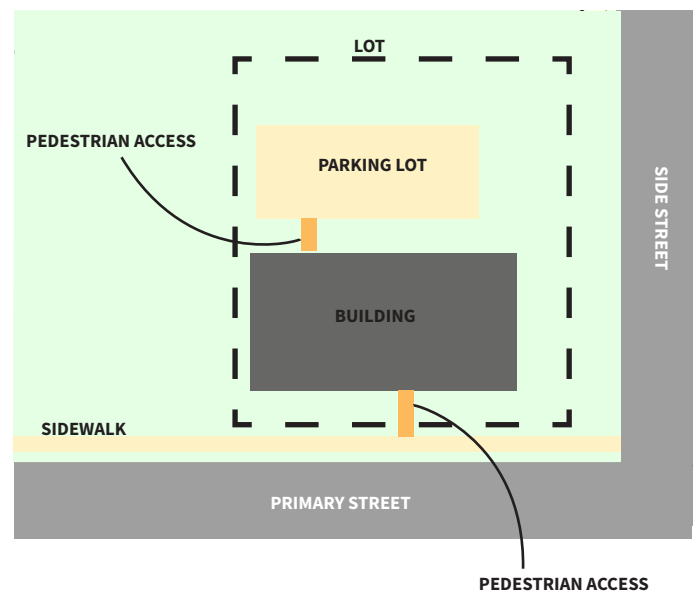 LOT
PEDESTRIAN ACCESS
PARKING LOT
SIDE STREET
BUILDING
SIDEWALK
PRIMARY STREET
PEDESTRIAN ACCESS